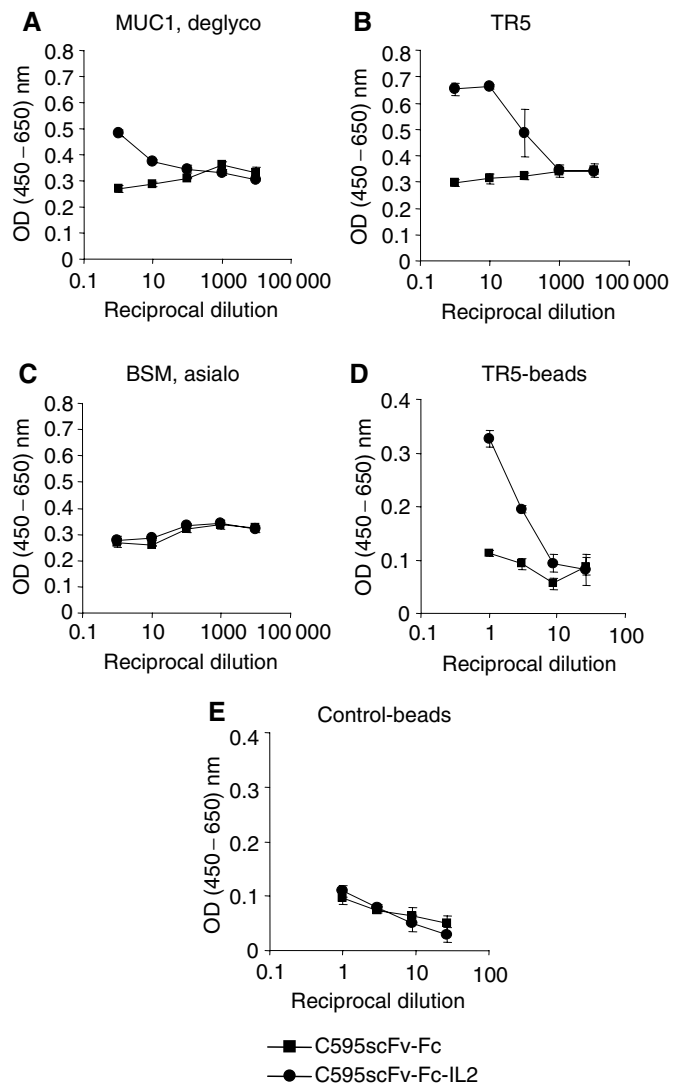 A
MUC1, deglyco
0.8
0.7
0.6
0.5
0.4
0.3
0.2
0.1
0
OD (450–650) nm
0.1 10 1000 100 000
Reciprocal dilution
B
TR5
0.8
0.7
0.6
0.5
0.4
0.3
0.2
0.1
0
OD (450–650) nm
0.1 10 1000 100 000
Reciprocal dilution
C
BSM, asialo
0.8
0.7
0.6
0.5
0.4
0.3
0.2
0.1
0
OD (450–650) nm
0.1 10 1000 100 000
Reciprocal dilution
D
TR5-beads
0.4
0.3
0.2
0.1
0
OD (450–650) nm
0.1 1 10 100
Reciprocal dilution
E
Control-beads
0.4
0.3
0.2
0.1
0
OD (450–650) nm
0.1 1 10 100
Reciprocal dilution
C595scFv-Fc
C595scFv-Fc-IL2